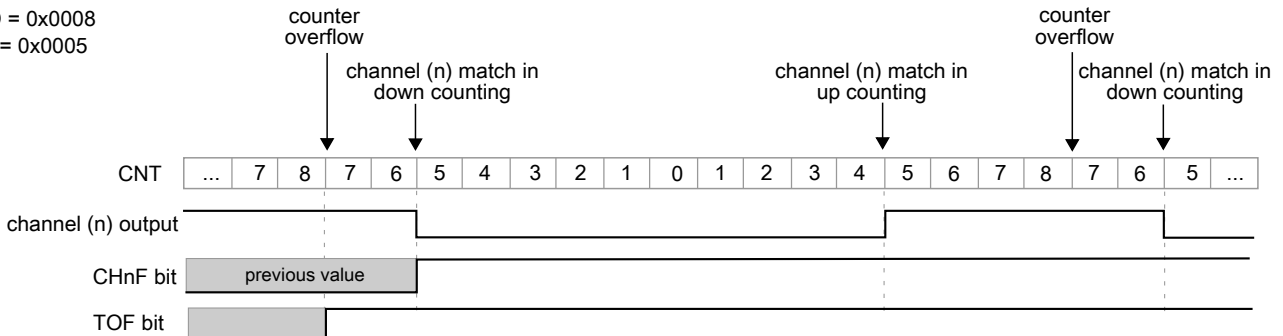 = 0x0008
= 0x0005
counter
overflow
channel (n) match in
down counting
channel (n) match in
up counting
counter
overflow
channel (n) match in
down counting
CNT ... 7 8 7 6 5 4 3 2 1 0 1 2 3 4 5 6 7 8 7 6 5 ...
channel (n) output
CHnF bit previous value
TOF bit